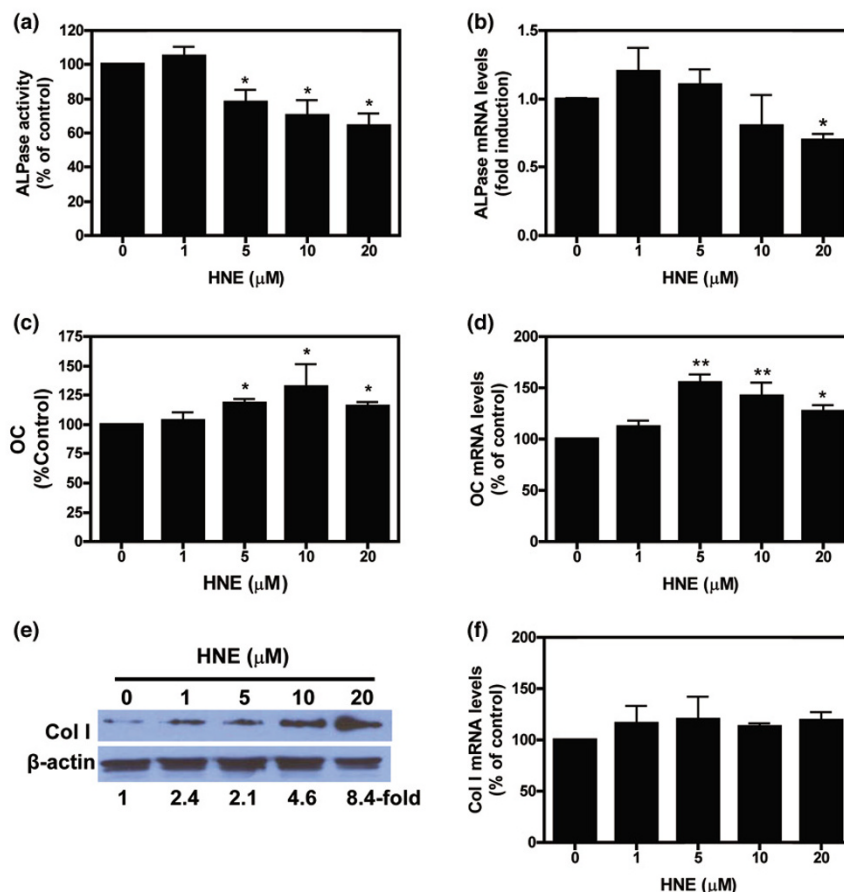 (a)
ALPase activity
(% of control)
120
100
80
60
40
20
0
*
*
*
0 1 5 10 20
HNE (μM)
(b)
ALPase mRNA levels
(fold induction)
1.5
1.0
0.5
0.0
*
0 1 5 10 20
HNE (μM)
(c)
OC
(%Control)
175
150
125
100
75
50
25
0
*
*
*
0 1 5 10 20
HNE (μM)
(d)
OC mRNA levels
(% of control)
200
150
100
50
0
**
**
*
0 1 5 10 20
HNE (μM)
(e)
HNE (μM)
0 1 5 10 20
Col I
β-actin
1 2.4 2.1 4.6 8.4-fold
(f)
Col I mRNA levels
(% of control)
200
150
100
50
0
0 1 5 10 20
HNE (μM)